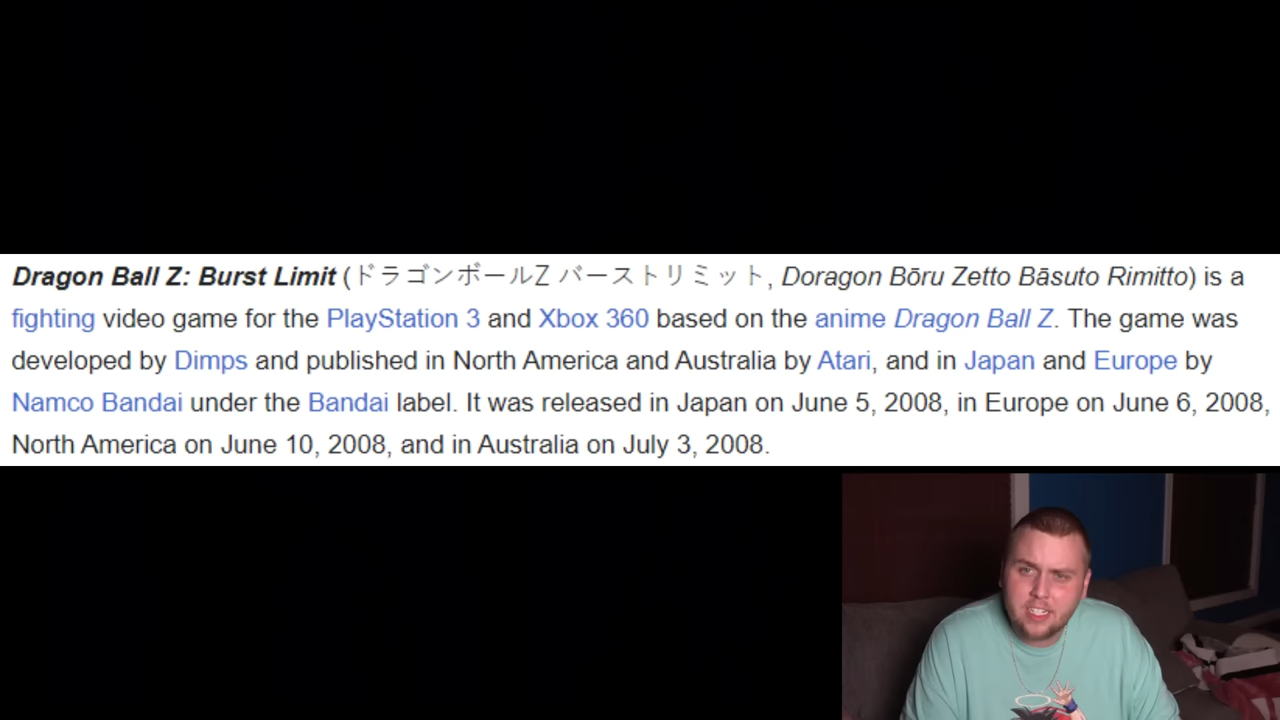 Dragon Ball Z: Burst Limit (ドラゴンボールZ バーストリミット, Doragon Bōru Zetto Bāsuto Rimitto) is a
fighting video game for the PlayStation 3 and Xbox 360 based on the anime Dragon Ball Z. The game was
developed by Dimps and published in North America and Australia by Atari, and in Japan and Europe by
Namco Bandai under the Bandai label. It was released in Japan on June 5, 2008, in Europe on June 6, 2008,
North America on June 10, 2008, and in Australia on July 3, 2008.